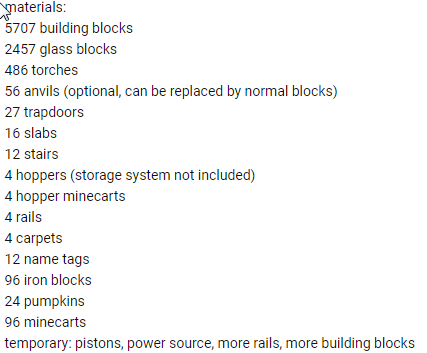 materials:
5707 building blocks
2457 glass blocks
486 torches
56 anvils (optional, can be replaced by normal blocks)
27 trapdoors
16 slabs
12 stairs
4 hoppers (storage system not included)
4 hopper minecarts
4 rails
4 carpets
12 name tags
96 iron blocks
24 pumpkins
96 minecarts
temporary: pistons, power source, more rails, more building blocks